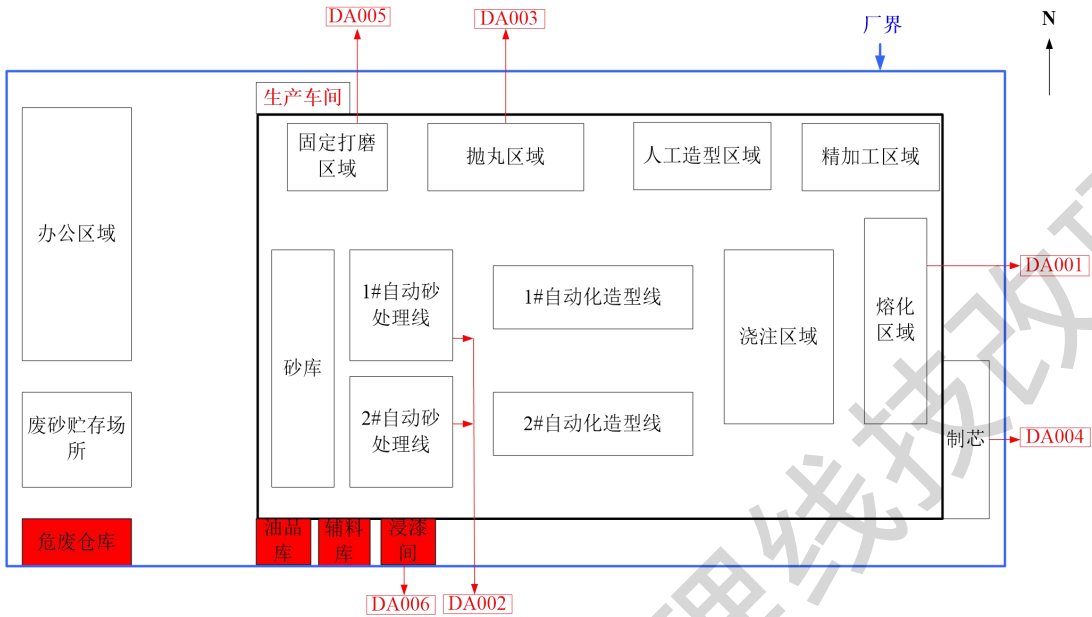 DA005
DA003
厂界
N
生产车间
固定打磨
区域
抛丸区域
人工造型区域
精加工区域
办公区域
DA001
1#自动砂
处理线
1#自动化造型线
熔化
区域
浇注区域
砂库
2#自动砂
处理线
2#自动化造型线
废砂贮存场
所
制芯
DA004
危废仓库
油品
库
辅料
库
浸漆
间
DA006
DA002
理线技改项